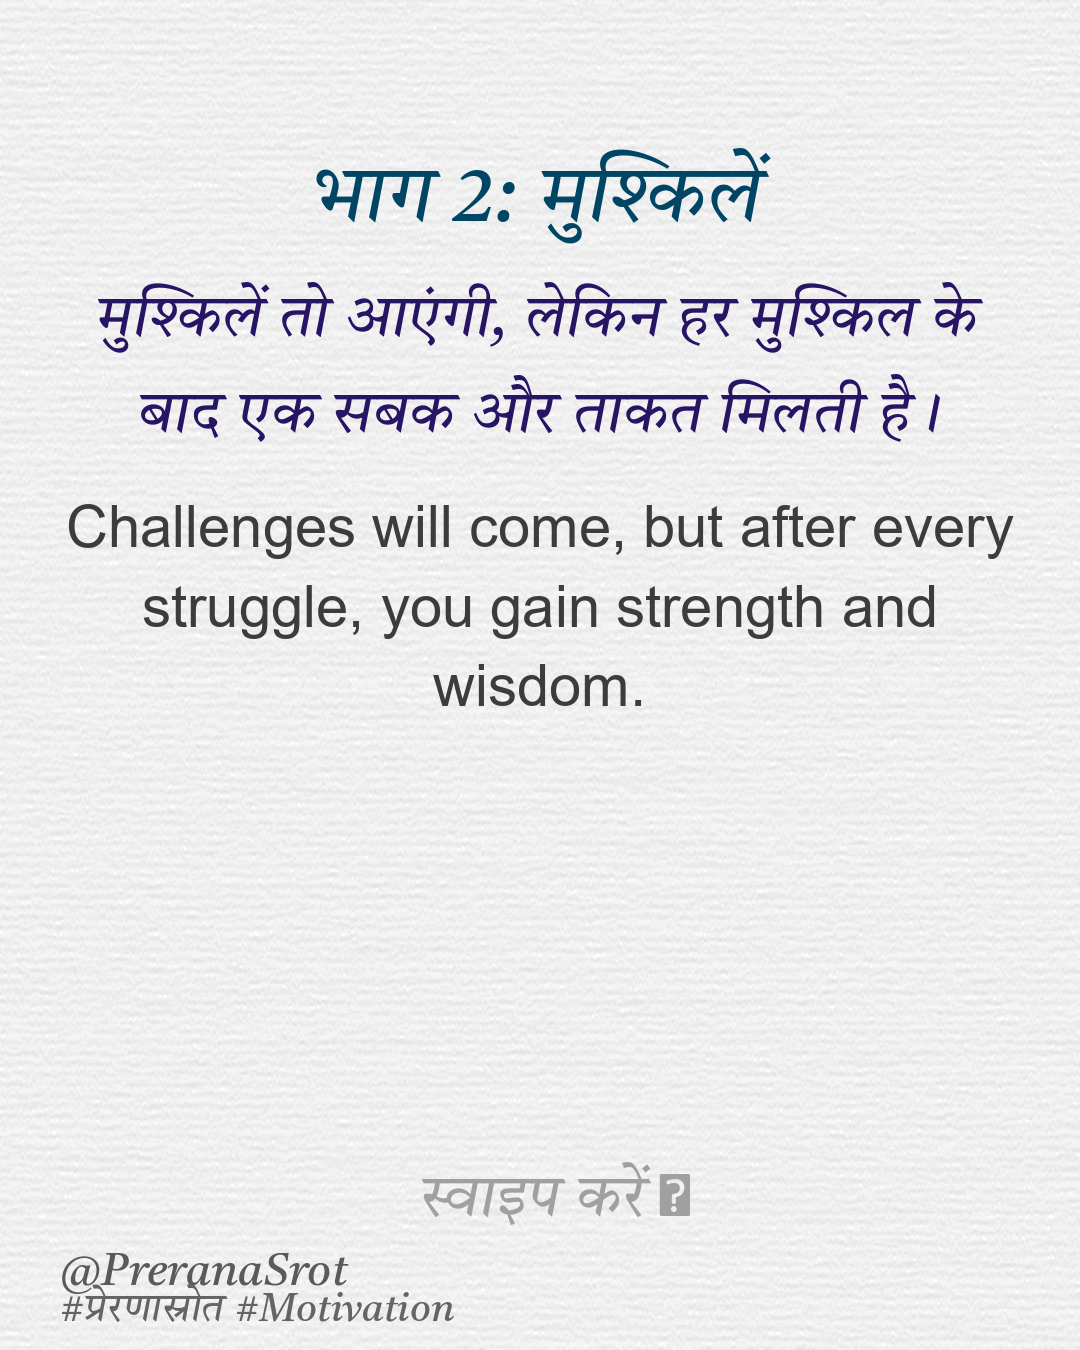 भाग 2: मुश्किलें
मुश्किलें तो आएंगी, लेकिन हर मुश्किल के
बाद एक सबक और ताकत मिलती है।
Challenges will come, but after every
struggle, you gain strength and
wisdom.
स्वाइप करें
@PreranaSrot
#प्रेरणास्रोत #Motivation